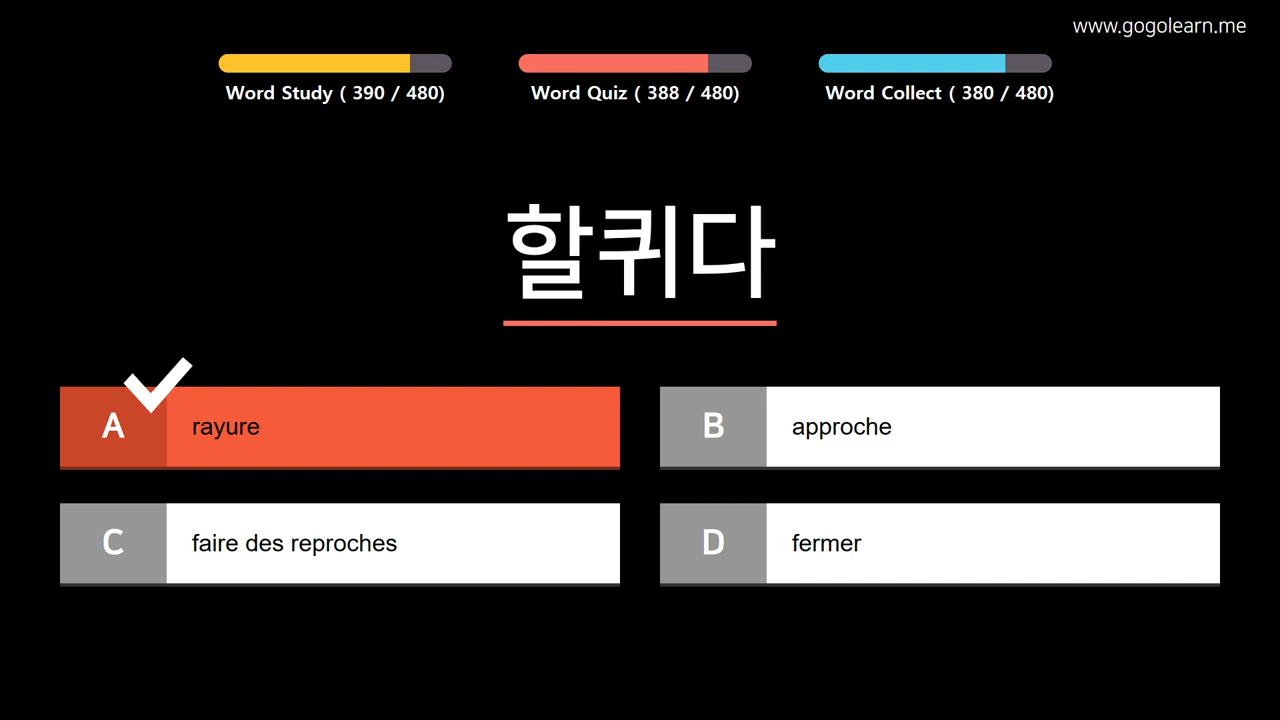 www.gogolearn.me
Word Study ( 390 / 480)
Word Quiz ( 388 / 480)
Word Collect ( 380 / 480)
할퀴다
A rayure
B approche
C faire des reproches
D fermer